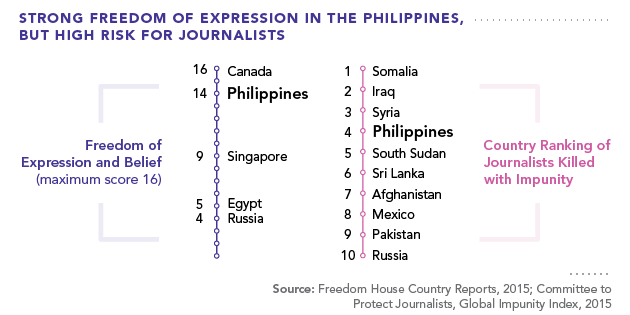 STRONG FREEDOM OF EXPRESSION IN THE PHILIPPINES,
BUT HIGH RISK FOR JOURNALISTS
Freedom of
Expression and Belief
(maximum score 16)
16 Canada
14 Philippines
9 Singapore
5 Egypt
4 Russia
1 Somalia
2 Iraq
3 Syria
4 Philippines
5 South Sudan
6 Sri Lanka
7 Afghanistan
8 Mexico
9 Pakistan
10 Russia
Country Ranking of
Journalists Killed
with Impunity
Source: Freedom House Country Reports, 2015; Committee to
Protect Journalists, Global Impunity Index, 2015